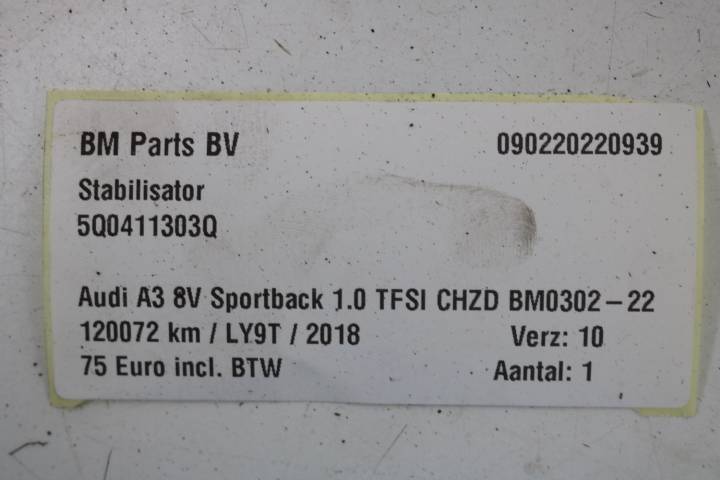 BM Parts BV 090220220939
Stabilisator
5Q0411303Q
Audi A3 8V Sportback 1.0 TFSI CHZD BM0302-22
120072 km / LY9T / 2018 Verz: 10
75 Euro incl. BTW Aantal: 1